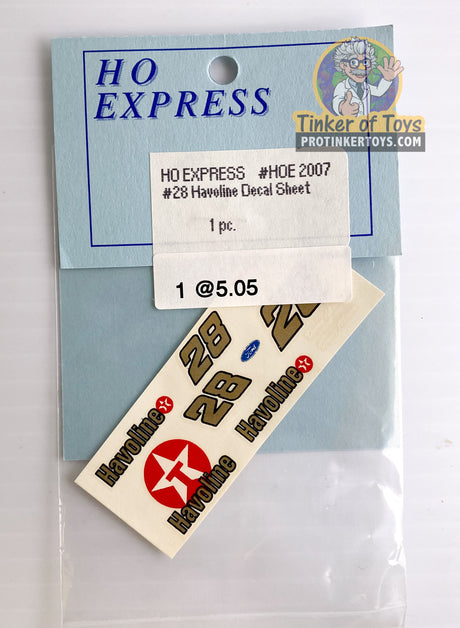 HO
EXPRESS
Tinker of Toys
PROTINKERTOYS.COM
HO EXPRESS #HOE 2007
#28 Havoline Decal Sheet
1 pc.
1 @5.05
28
28
28
Ford
Havoline
Havoline
T
Havoline